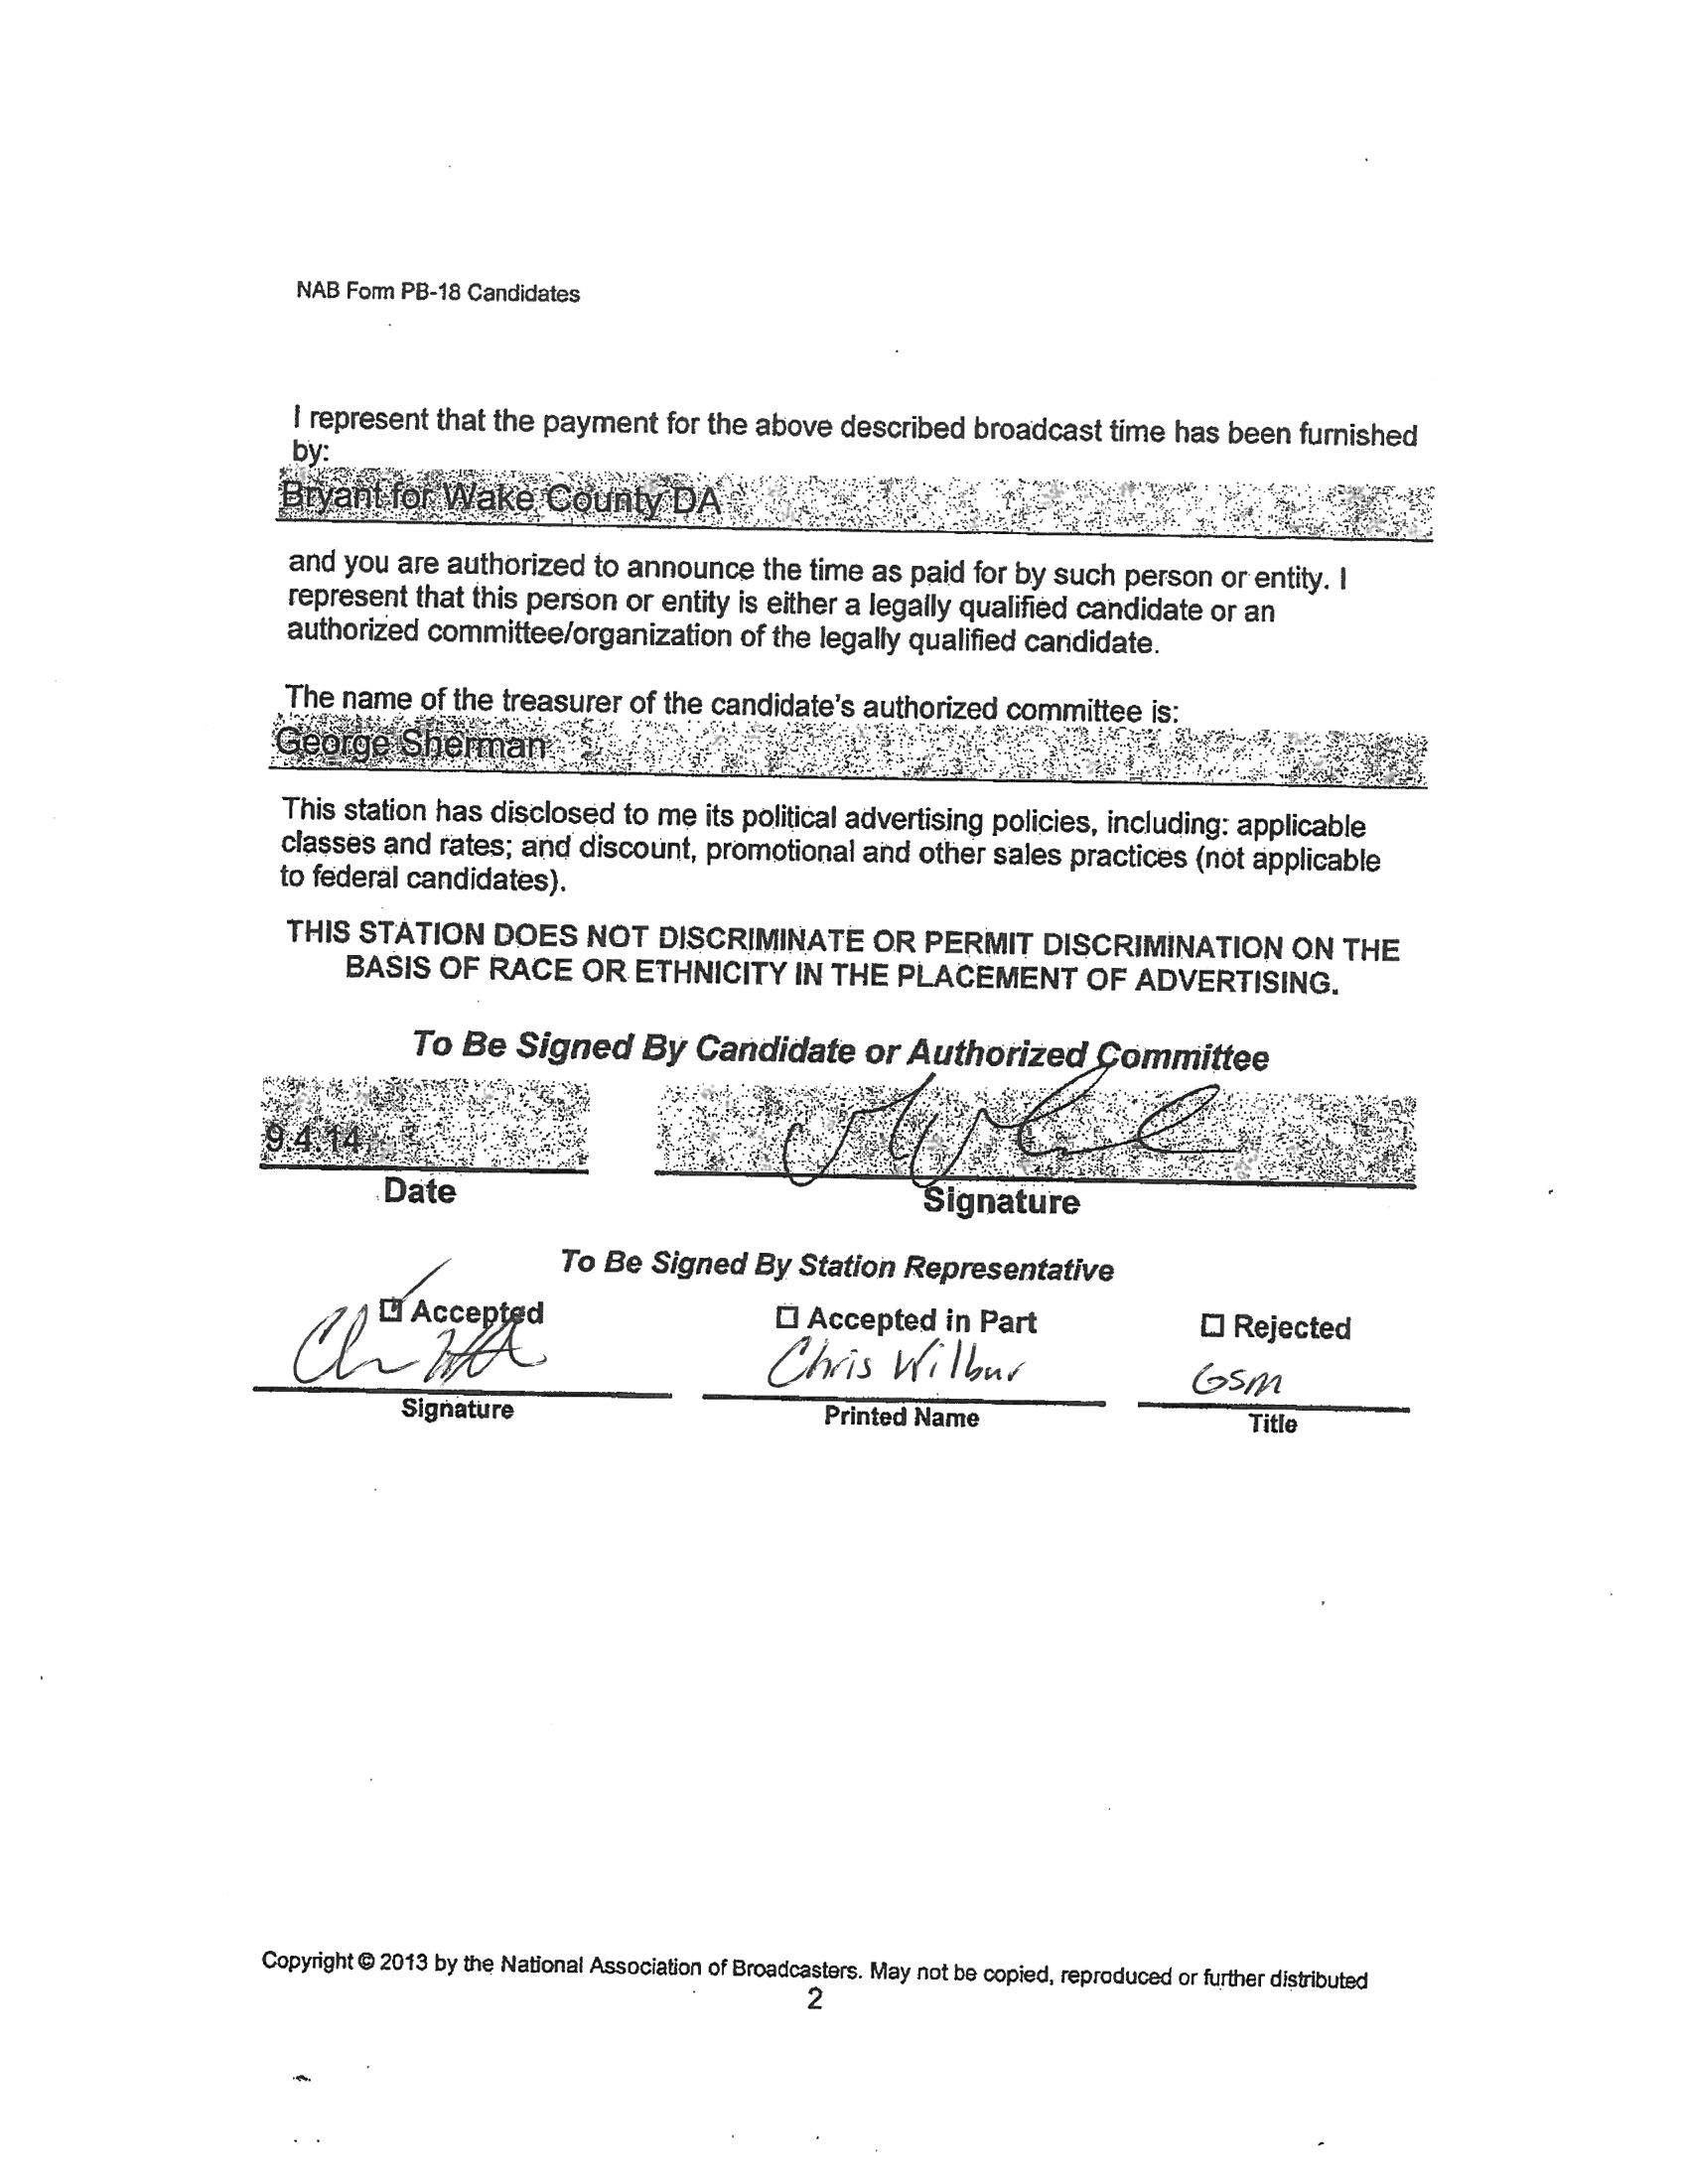 NAB Form PB-18 Candidates
I represent that the payment for the above described broadcast time has been furnished
by:
Bryant for Wake County DA
and you are authorized to announce the time as paid for by such person or entity. I
represent that this person or entity is either a legally qualified candidate or an
authorized committee/organization of the legally qualified candidate.
The name of the treasurer of the candidate's authorized committee is:
George Sherman
This station has disclosed to me its political advertising policies, including: applicable
classes and rates; and discount, promotional and other sales practices (not applicable
to federal candidates).
THIS STATION DOES NOT DISCRIMINATE OR PERMIT DISCRIMINATION ON THE
BASIS OF RACE OR ETHNICITY IN THE PLACEMENT OF ADVERTISING.
To Be Signed By Candidate or Authorized Committee
9.4.14
Date Signature
To Be Signed By Station Representative
Accepted Accepted in Part Rejected
Chris Wilbur GSM
Signature Printed Name Title
Copyright © 2013 by the National Association of Broadcasters. May not be copied, reproduced or further distributed
2